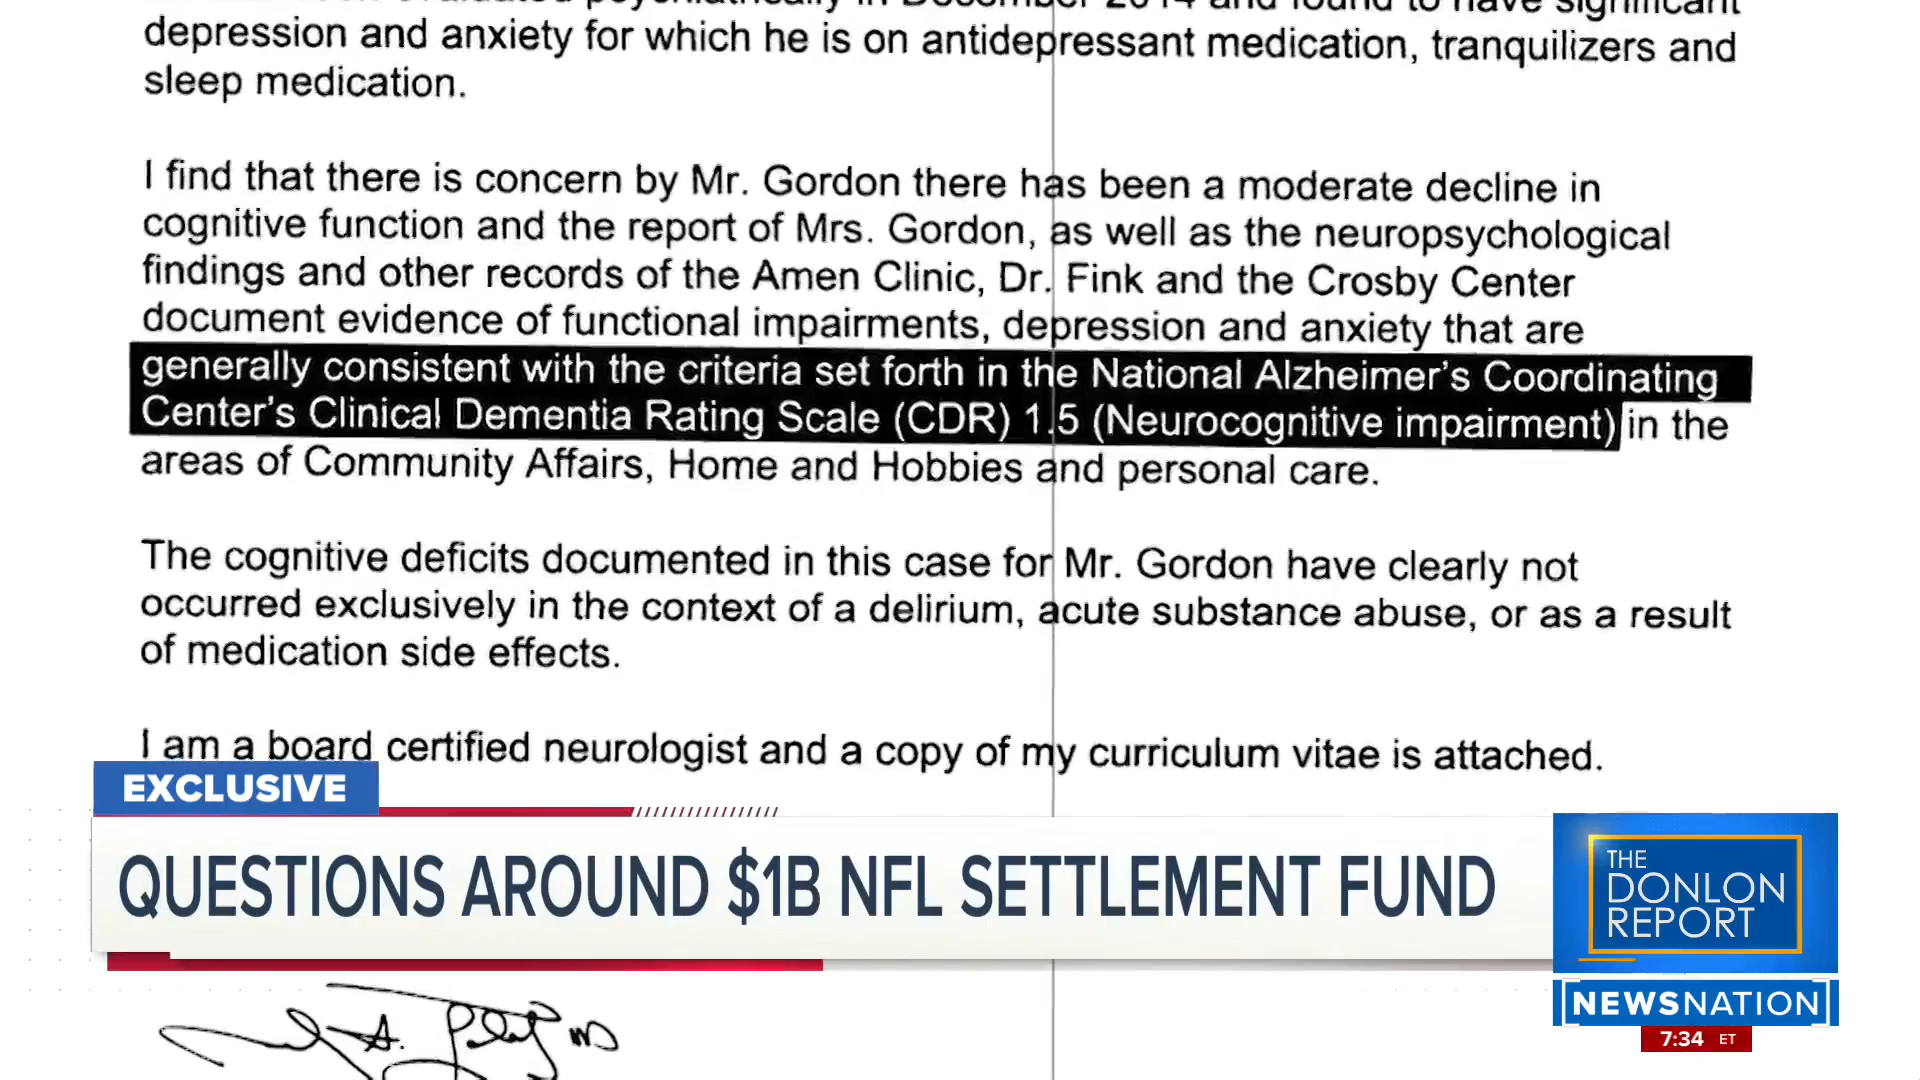 depression and anxiety for which he is on antidepressant medication, tranquilizers and
sleep medication.
I find that there is concern by Mr. Gordon there has been a moderate decline in
cognitive function and the report of Mrs. Gordon, as well as the neuropsychological
findings and other records of the Amen Clinic, Dr. Fink and the Crosby Center
document evidence of functional impairments, depression and anxiety that are
generally consistent with the criteria set forth in the National Alzheimer's Coordinating
Center's Clinical Dementia Rating Scale (CDR) 1.5 (Neurocognitive impairment) in the
areas of Community Affairs, Home and Hobbies and personal care.
The cognitive deficits documented in this case for Mr. Gordon have clearly not
occurred exclusively in the context of a delirium, acute substance abuse, or as a result
of medication side effects.
I am a board certified neurologist and a copy of my curriculum vitae is attached.
EXCLUSIVE
QUESTIONS AROUND $1B NFL SETTLEMENT FUND
THE
DONLON
REPORT
NEWSNATION
7:34 ET